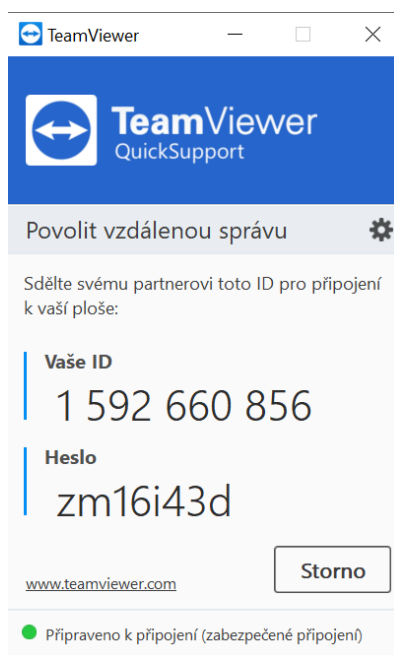 TeamViewer
TeamViewer
QuickSupport
Povolit vzdálenou správu
Sdělte svému partnerovi toto ID pro připojení
k vaší ploše:
Vaše ID
1 592 660 856
Heslo
zm16i43d
Storno
www.teamviewer.com
Připraveno k připojení (zabezpečené připojení)